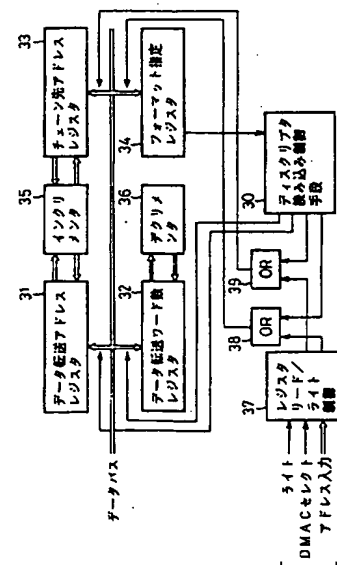 31
データ転送アドレス
レジスタ
35
インクリ
メンタ
33
チェーン先アドレス
レジスタ
データバス
32
データ転送ワード数
レジスタ
36
デクリメ
ンタ
34
フォーマット指定
レジスタ
37
レジスタ
リード/
ライト
制御
38
OR
39
OR
30
ディスクリプタ
読み込み制御
手段
ライト
DMACセレクト
アドレス入力